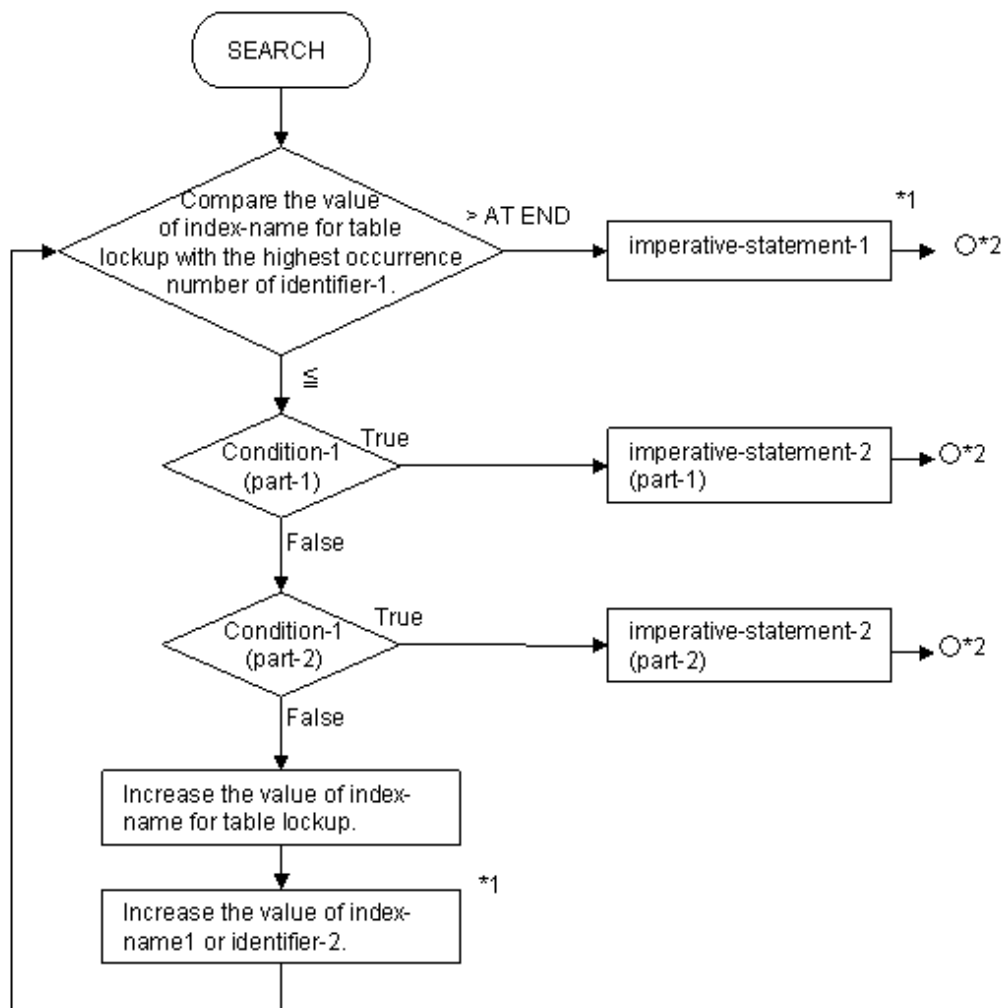 SEARCH
Compare the value
of index-name for table
lockup with the highest occurrence
number of identifier-1.
> AT END
*1
imperative-statement-1
○*2
≦
Condition-1
(part-1)
True
imperative-statement-2
(part-1)
○*2
False
Condition-1
(part-2)
True
imperative-statement-2
(part-2)
○*2
False
Increase the value of index-
name for table lockup.
*1
Increase the value of index-
name1 or identifier-2.